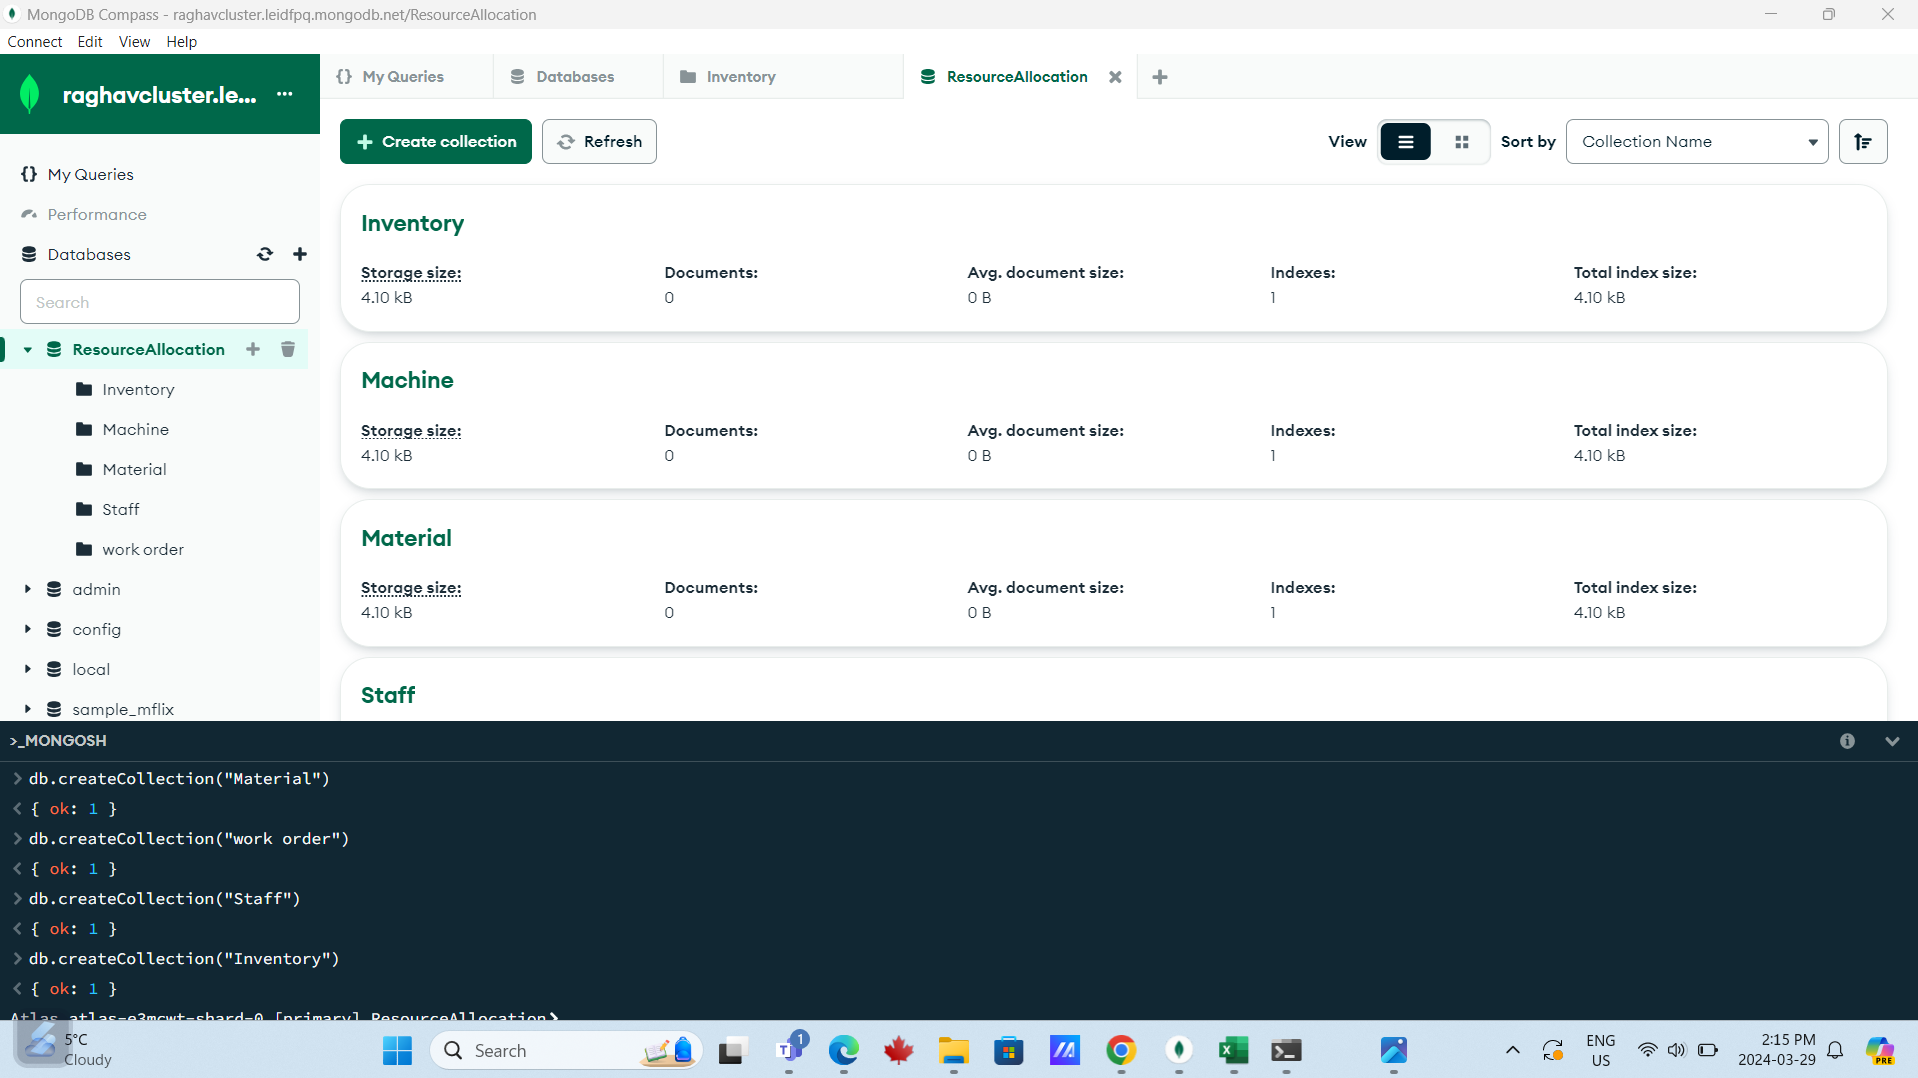 MongoDB Compass - raghavcluster.leidfpq.mongodb.net/ResourceAllocation
Connect Edit View Help
raghavcluster.le... ...
{} My Queries
Databases
Inventory
ResourceAllocation
Create collection
Refresh
View
Sort by
Collection Name
{} My Queries
Performance
Databases
Search
ResourceAllocation
Inventory
Machine
Material
Staff
work order
admin
config
local
sample_mflix
Inventory
Storage size: Documents: Avg. document size: Indexes: Total index size:
4.10 kB 0 0 B 1 4.10 kB
Machine
Storage size: Documents: Avg. document size: Indexes: Total index size:
4.10 kB 0 0 B 1 4.10 kB
Material
Storage size: Documents: Avg. document size: Indexes: Total index size:
4.10 kB 0 0 B 1 4.10 kB
Staff
>_MONGOSH
> db.createCollection("Material")
< { ok: 1 }
> db.createCollection("work order")
< { ok: 1 }
> db.createCollection("Staff")
< { ok: 1 }
> db.createCollection("Inventory")
< { ok: 1 }
Atlas atlas-e3mcwt-shard-0 [primary] ResourceAllocation>
5°C
Cloudy
Search
1
ENG
US
2:15 PM
2024-03-29
PRE